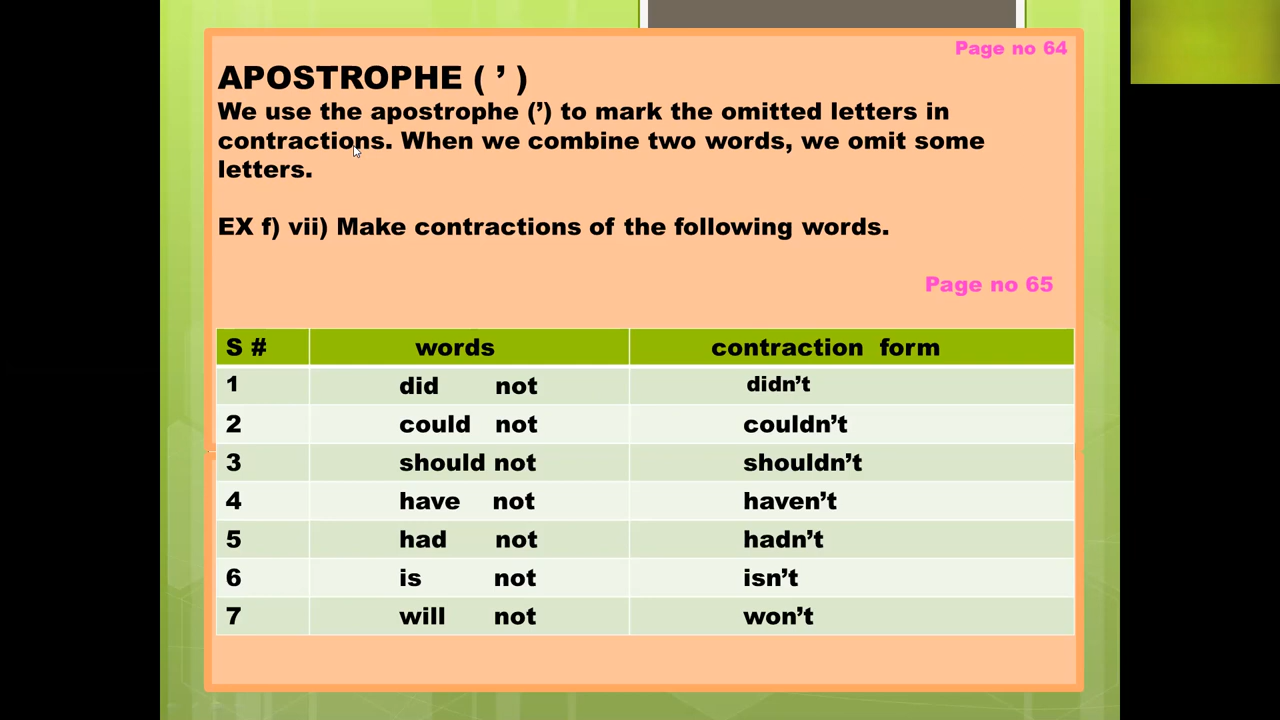 Page no 64
APOSTROPHE ( ’ )
We use the apostrophe (’) to mark the omitted letters in
contractions. When we combine two words, we omit some
letters.
EX f) vii) Make contractions of the following words.
Page no 65
S # words contraction form
1 did not didn’t
2 could not couldn’t
3 should not shouldn’t
4 have not haven’t
5 had not hadn’t
6 is not isn’t
7 will not won’t